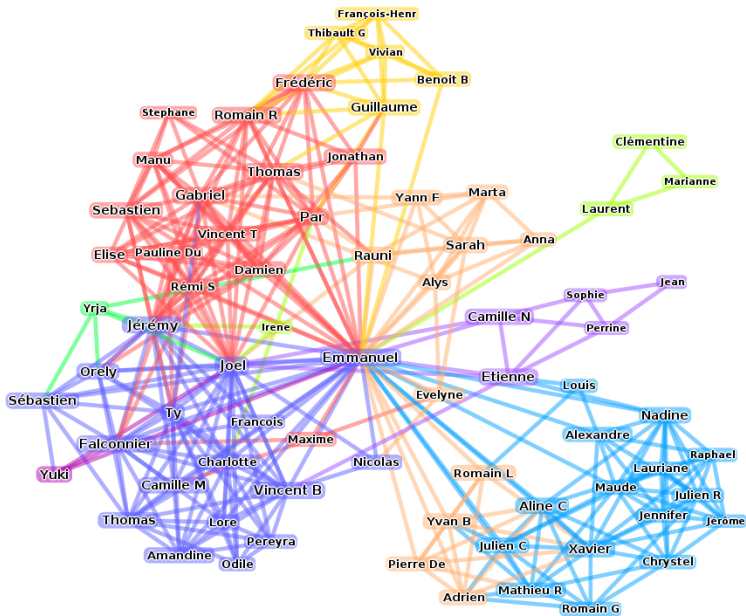 François-Henr
Thibault G
Vivian
Benoit B
Frédéric
Guillaume
Stephane
Romain R
Clémentine
Manu
Jonathan
Thomas
Marianne
Gabriel
Yann F
Marta
Sebastien
Par
Laurent
Vincent T
Anna
Sarah
Elise
Pauline Du
Rauni
Damien
Alys
Rémi S
Jean
Sophie
Yrja
Camille N
Jérémy
Irene
Perrine
Emmanuel
Joel
Orely
Etienne
Louis
Sébastien
Evelyne
Ty
Nadine
Francois
Falconnier
Maxime
Alexandre
Raphael
Charlotte
Nicolas
Lauriane
Yuki
Romain L
Camille M
Maude
Vincent B
Julien R
Aline C
Thomas
Lore
Yvan B
Jennifer
Jérôme
Pereyra
Julien C
Xavier
Amandine
Odile
Pierre De
Chrystel
Mathieu R
Adrien
Romain G